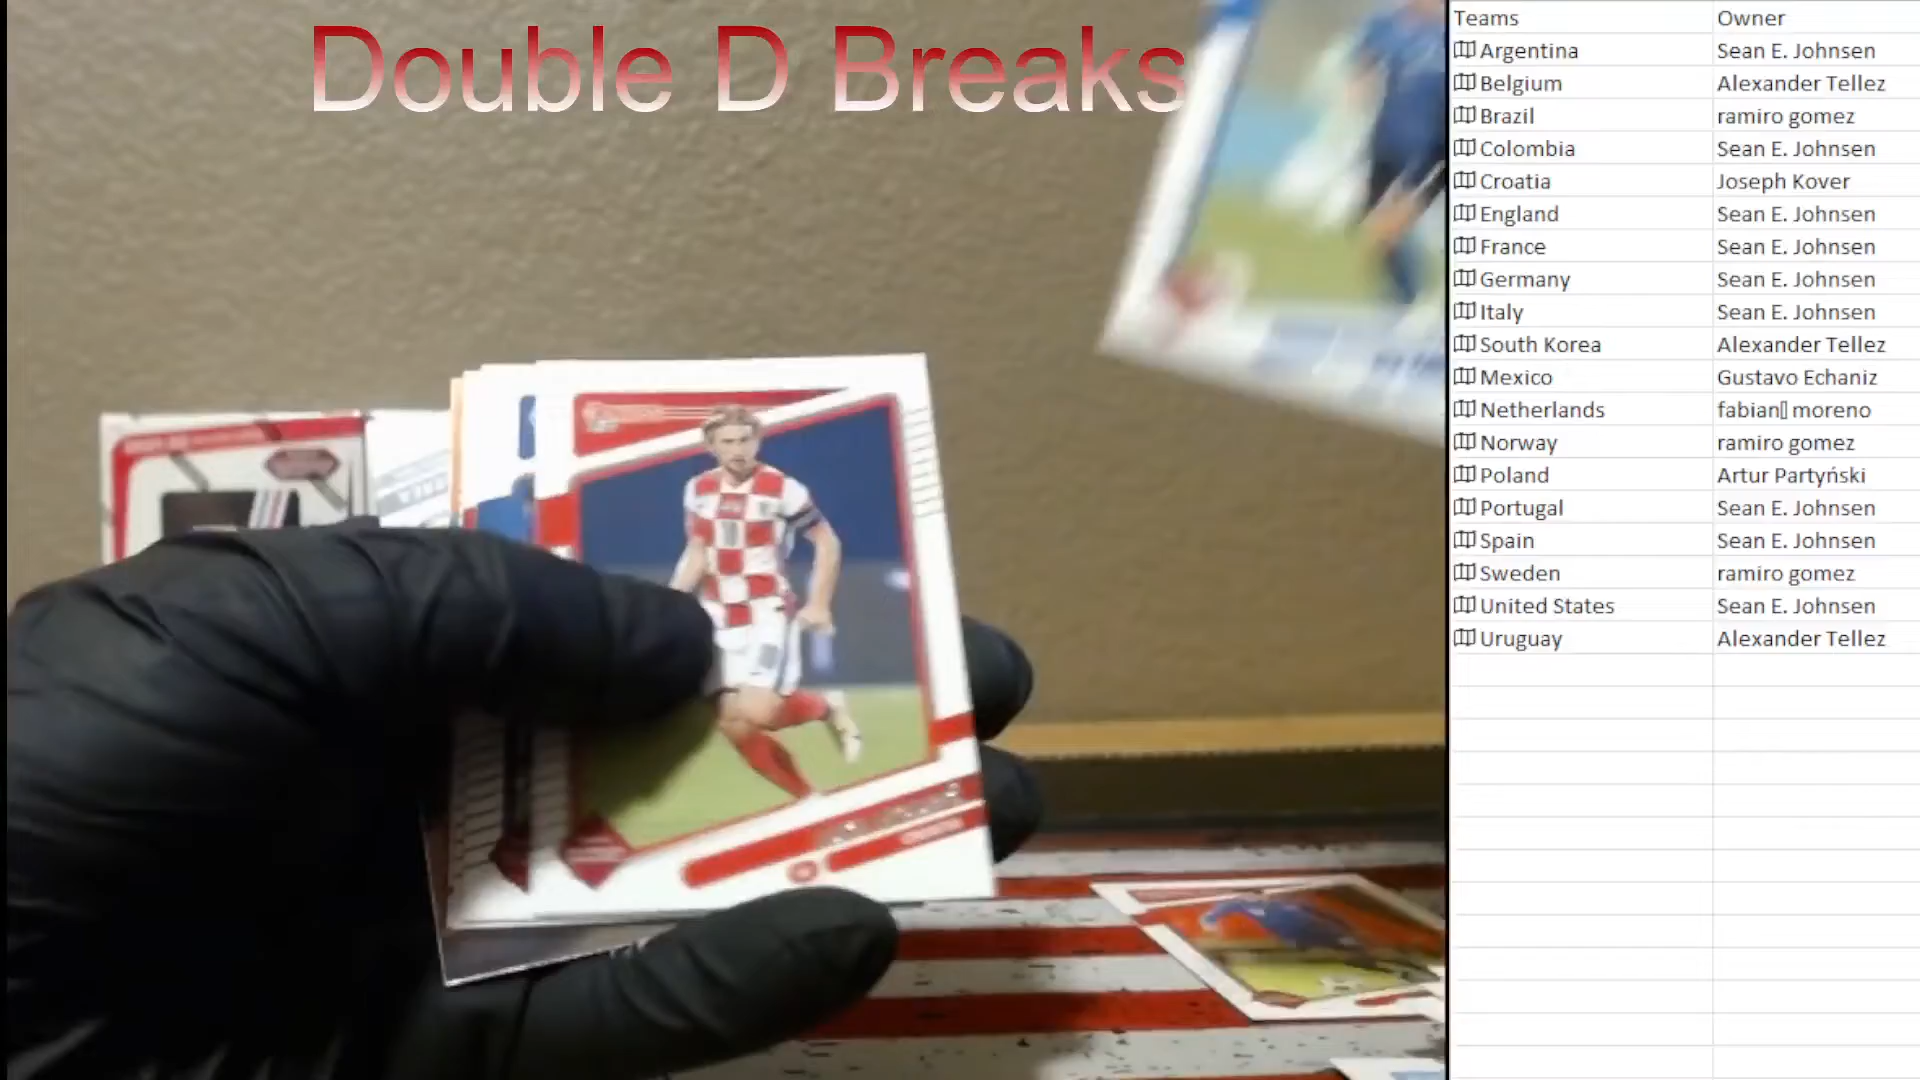 Double D Breaks
Teams Owner
Argentina Sean E. Johnsen
Belgium Alexander Tellez
Brazil ramiro gomez
Colombia Sean E. Johnsen
Croatia Joseph Kover
England Sean E. Johnsen
France Sean E. Johnsen
Germany Sean E. Johnsen
Italy Sean E. Johnsen
South Korea Alexander Tellez
Mexico Gustavo Echaniz
Netherlands fabian▯ moreno
Norway ramiro gomez
Poland Artur Partyński
Portugal Sean E. Johnsen
Spain Sean E. Johnsen
Sweden ramiro gomez
United States Sean E. Johnsen
Uruguay Alexander Tellez